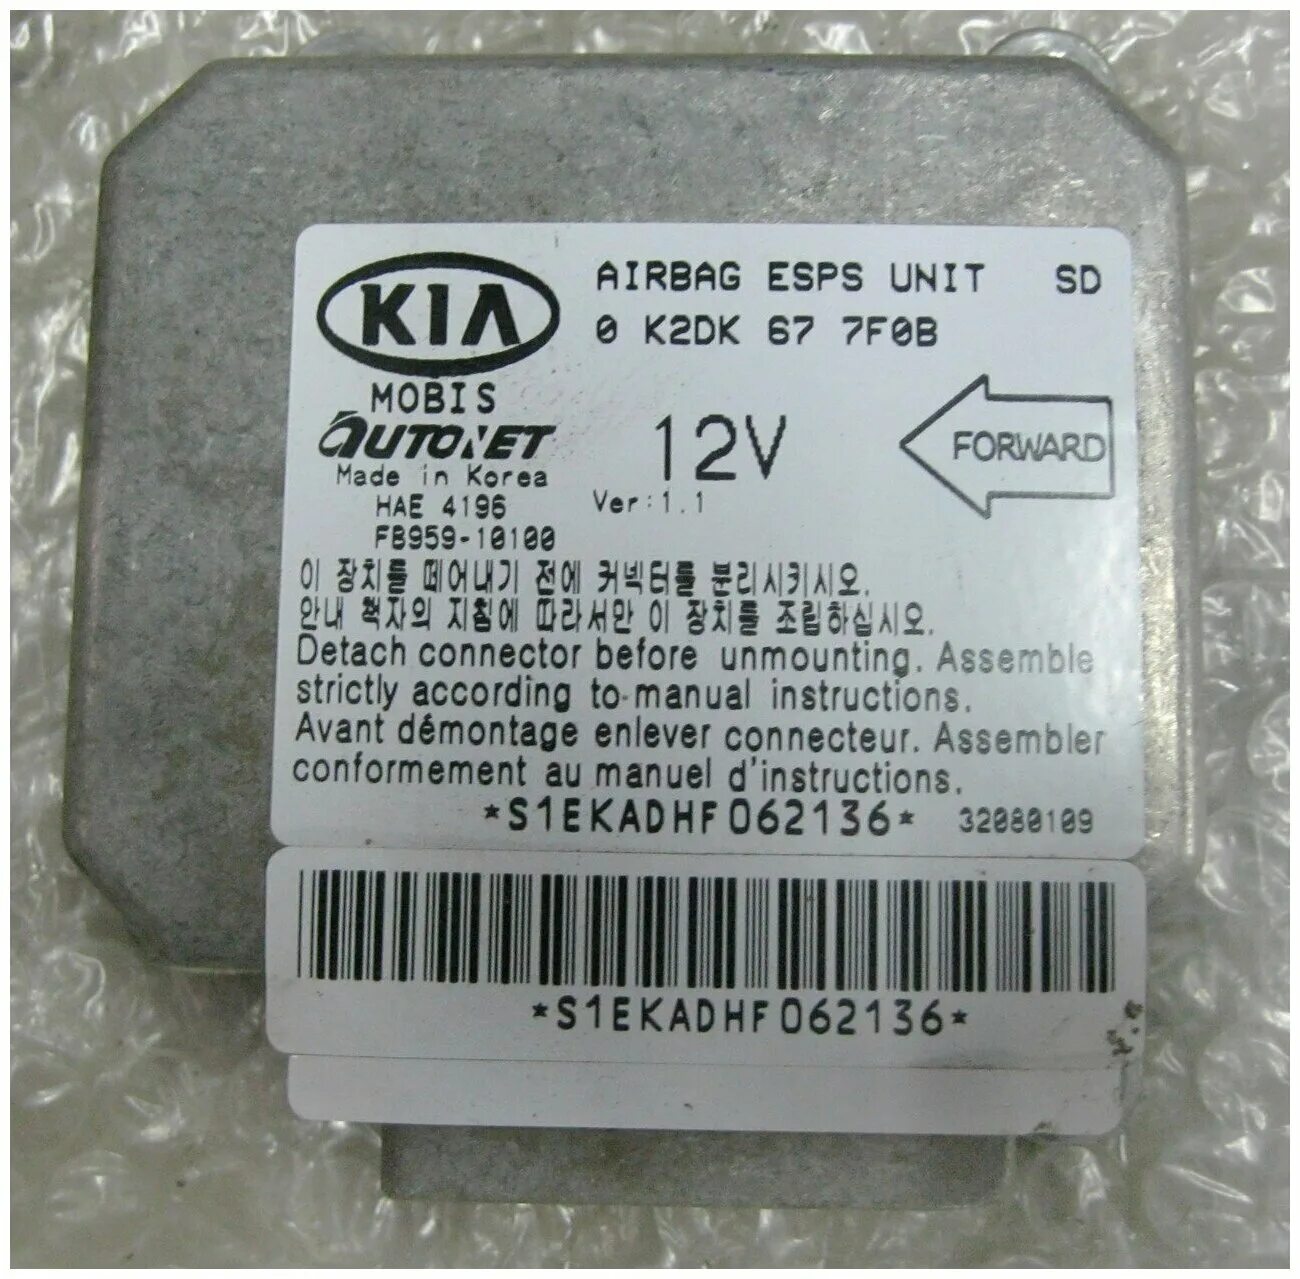 KIA
AIRBAG ESPS UNIT SD
0 K2DK 67 7F0B
MOBIS
AUTONET
Made in Korea
HAE 4196
FB959-10100
12V
Ver:1.1
FORWARD
이 장치를 떼어내기 전에 커넥터를 분리시키시오.
안내 책자의 지침에 따라서만 이 장치를 조립하십시오.
Detach connector before unmounting. Assemble
strictly according to manual instructions.
Avant démontage enlever connecteur. Assembler
conformement au manuel d'instructions.
*S1EKADHF062136* 32080109
*S1EKADHF062136*